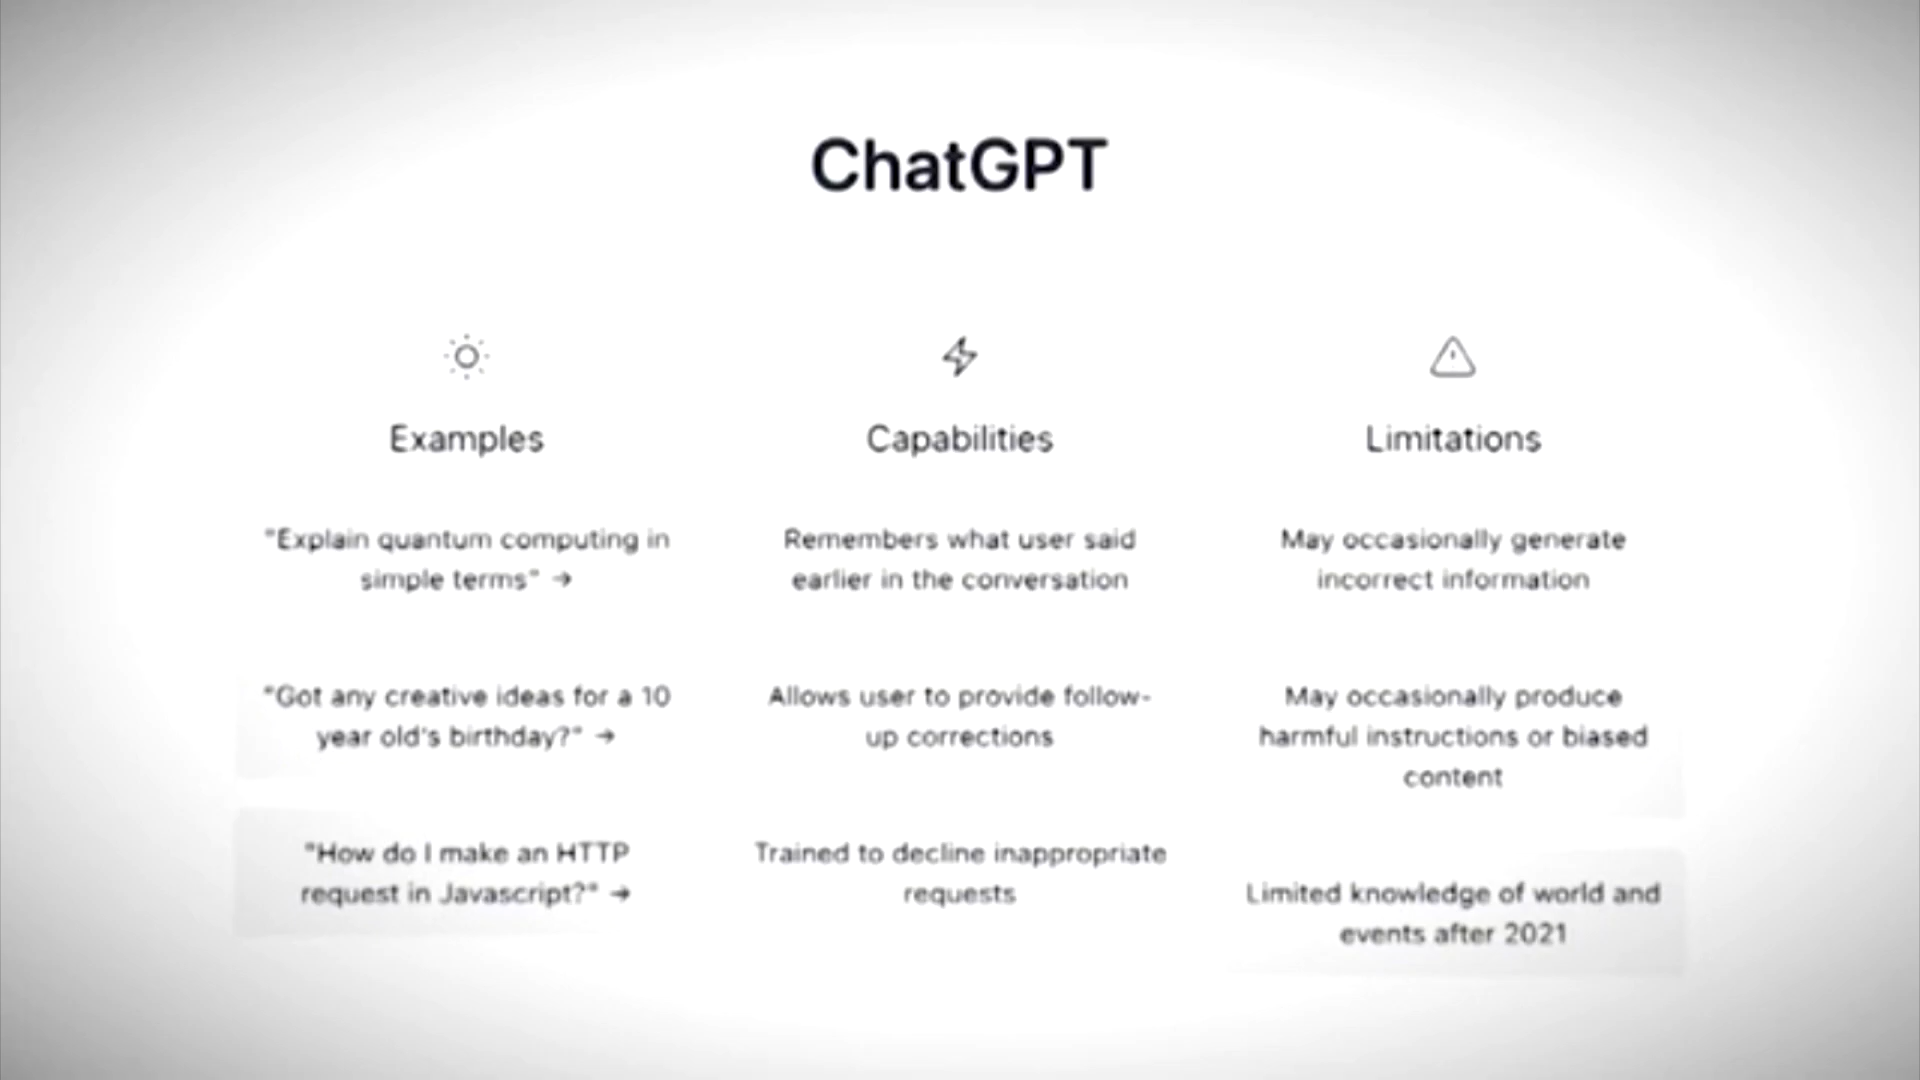 ChatGPT
Examples
"Explain quantum computing in
simple terms" →
"Got any creative ideas for a 10
year old's birthday?" →
"How do I make an HTTP
request in Javascript?" →
Capabilities
Remembers what user said
earlier in the conversation
Allows user to provide follow-
up corrections
Trained to decline inappropriate
requests
Limitations
May occasionally generate
incorrect information
May occasionally produce
harmful instructions or biased
content
Limited knowledge of world and
events after 2021